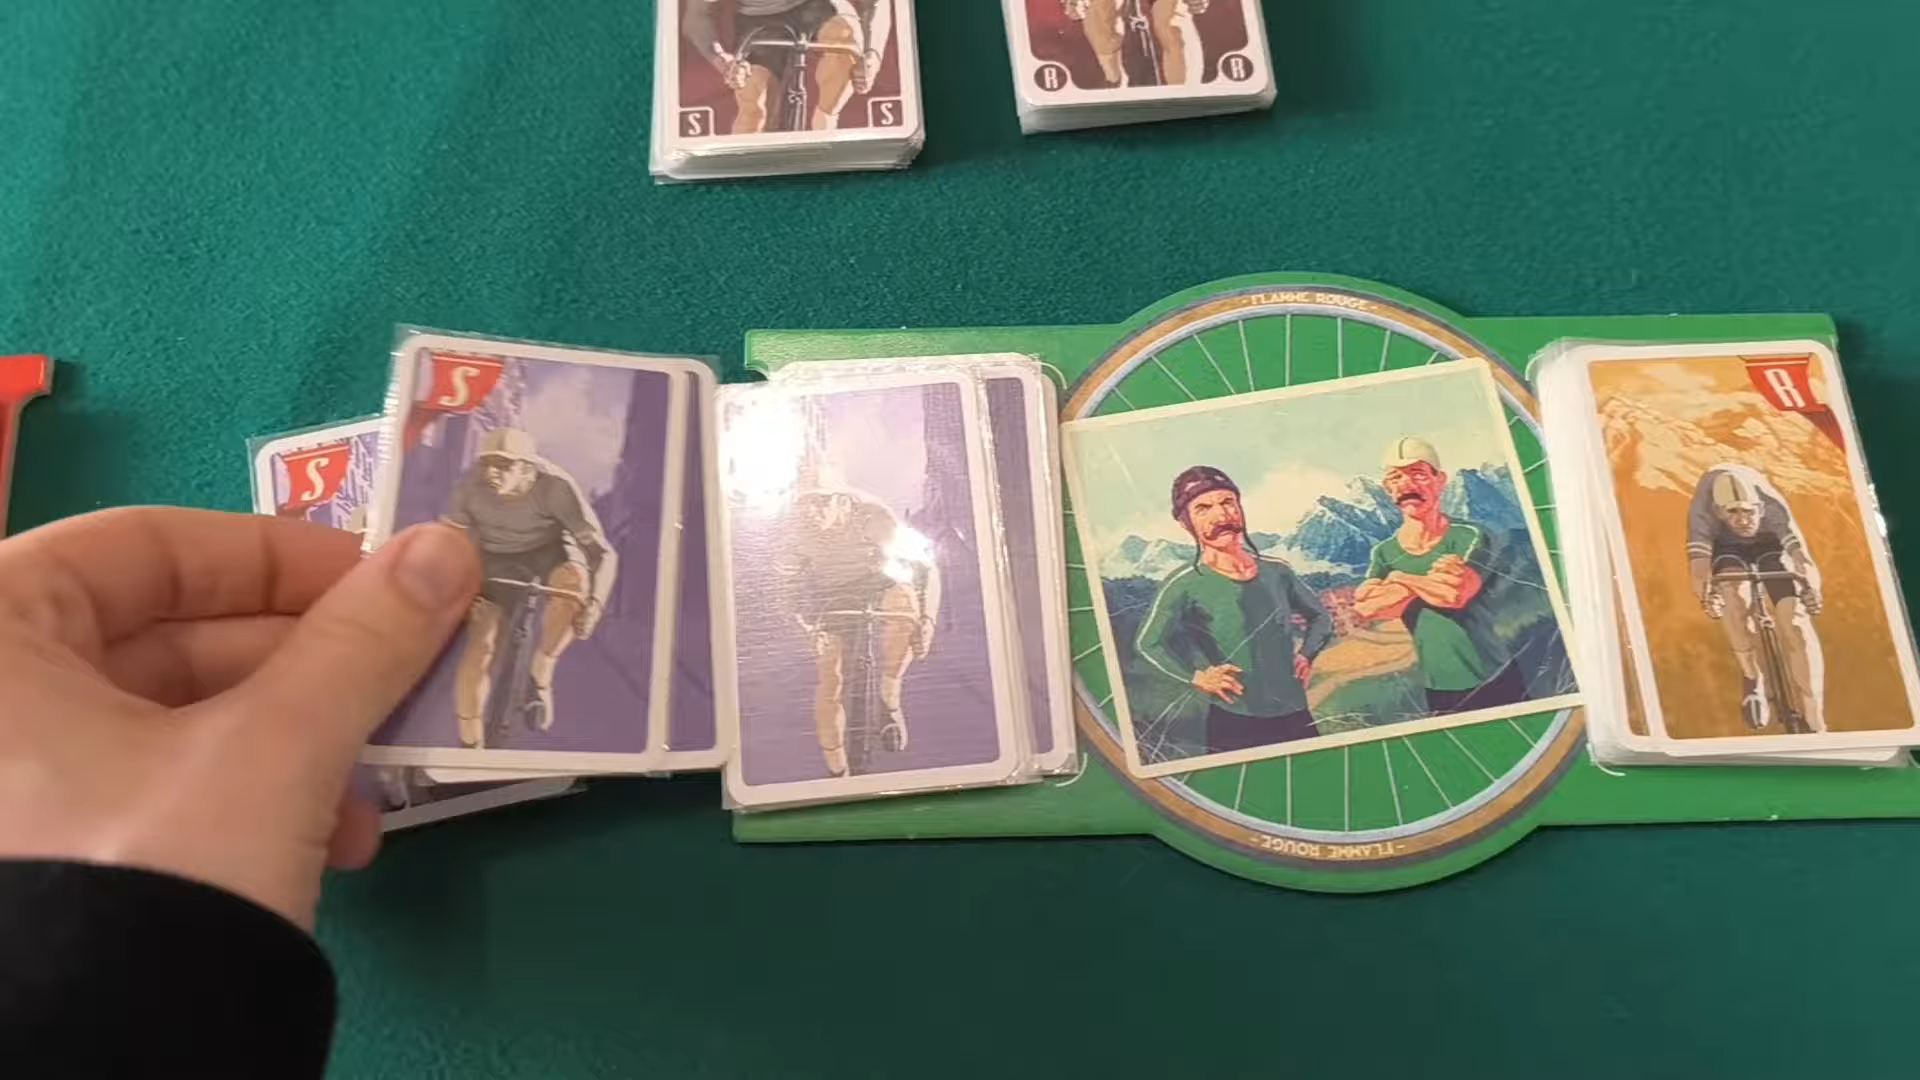 S S
R R
- FLAMME ROUGE -
S
S
R
- FLAMME ROUGE -